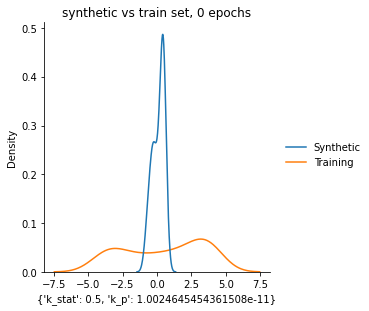 synthetic vs train set, 0 epochs
0.5
0.4
0.3
0.2
0.1
0.0
Density
−7.5 −5.0 −2.5 0.0 2.5 5.0 7.5
{'k_stat': 0.5, 'k_p': 1.0024645454361508e-11}
Synthetic
Training